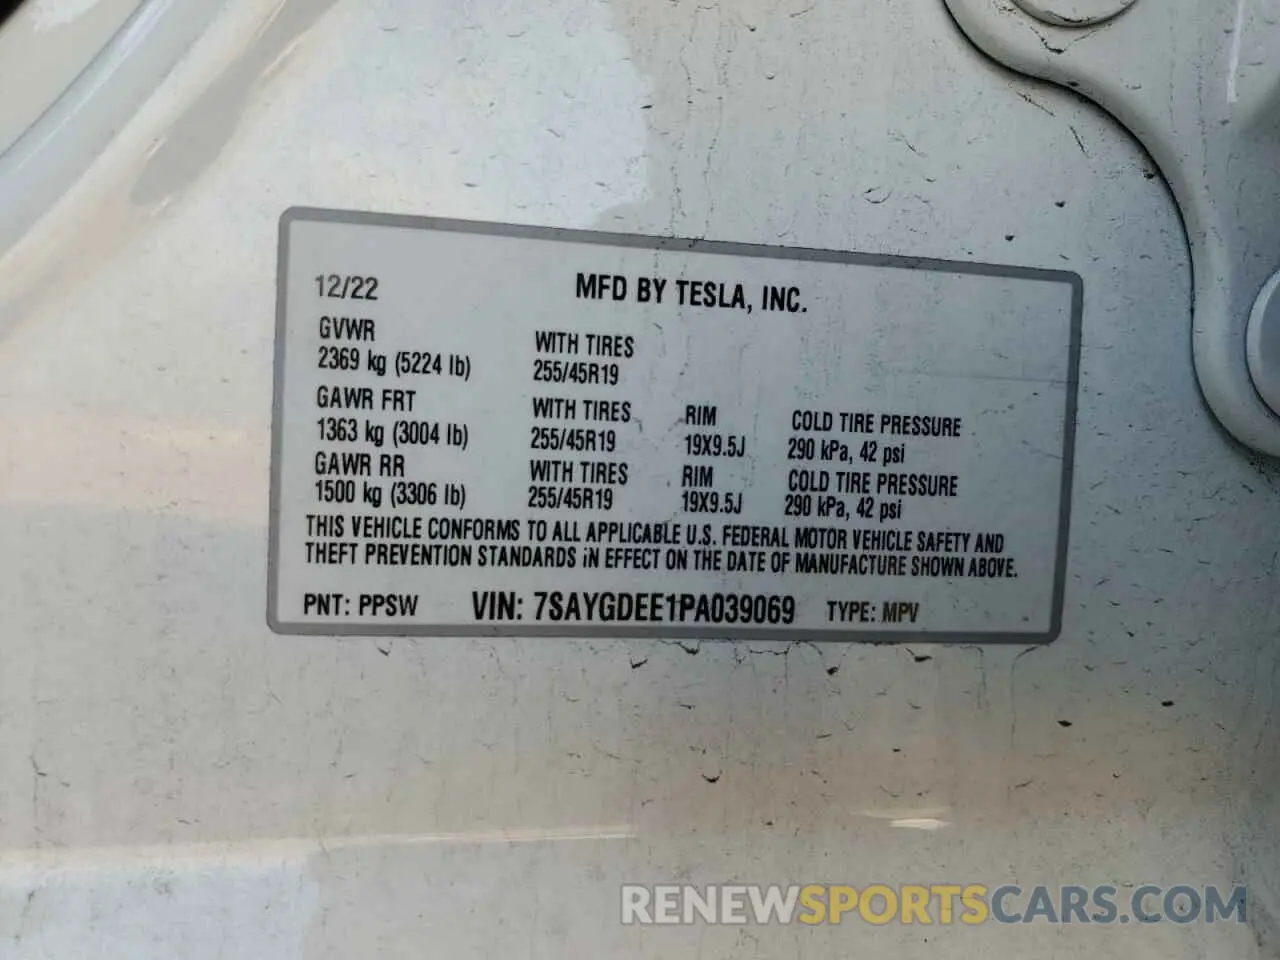 12/22 MFD BY TESLA, INC.
GVWR WITH TIRES
2369 kg (5224 lb) 255/45R19
GAWR FRT WITH TIRES RIM COLD TIRE PRESSURE
1363 kg (3004 lb) 255/45R19 19X9.5J 290 kPa, 42 psi
GAWR RR WITH TIRES RIM COLD TIRE PRESSURE
1500 kg (3306 lb) 255/45R19 19X9.5J 290 kPa, 42 psi
THIS VEHICLE CONFORMS TO ALL APPLICABLE U.S. FEDERAL MOTOR VEHICLE SAFETY AND
THEFT PREVENTION STANDARDS IN EFFECT ON THE DATE OF MANUFACTURE SHOWN ABOVE.
PNT: PPSW VIN: 7SAYGDEE1PA039069 TYPE: MPV
RENEWSPORTSCARS.COM